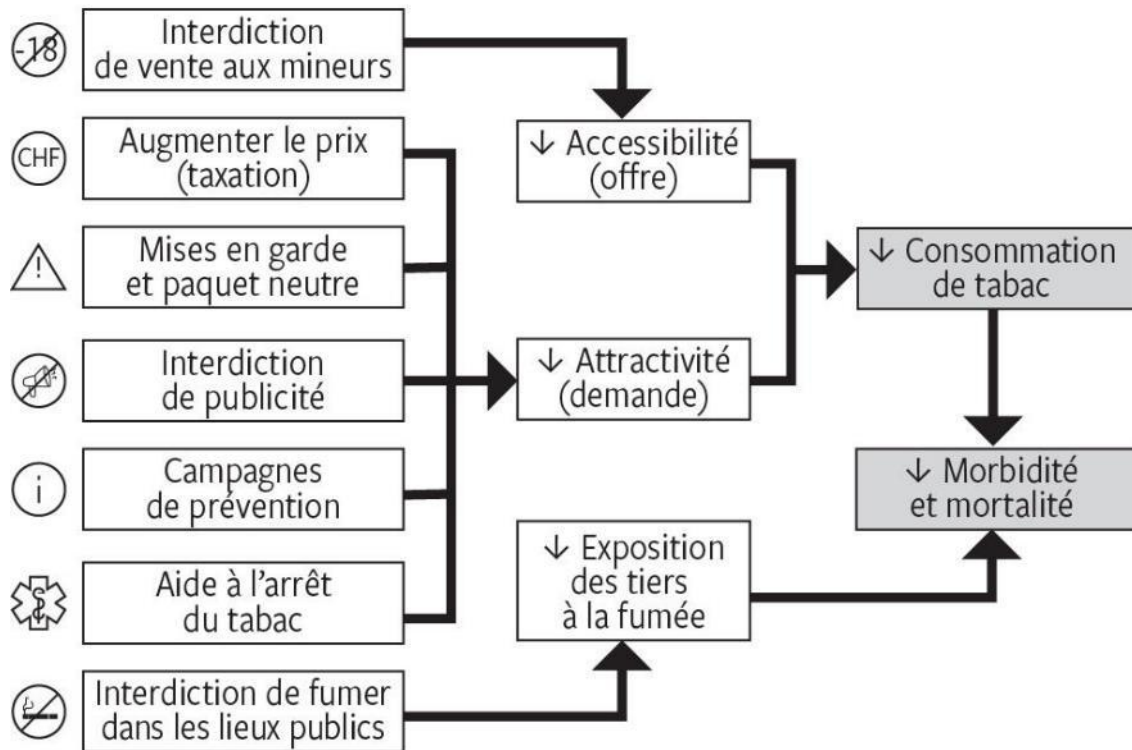 -18
Interdiction
de vente aux mineurs
CHF
Augmenter le prix
(taxation)
!
Mises en garde
et paquet neutre
Interdiction
de publicité
i
Campagnes
de prévention
Aide à l'arrêt
du tabac
Interdiction de fumer
dans les lieux publics
↓ Accessibilité
(offre)
↓ Attractivité
(demande)
↓ Exposition
des tiers
à la fumée
↓ Consommation
de tabac
↓ Morbidité
et mortalité